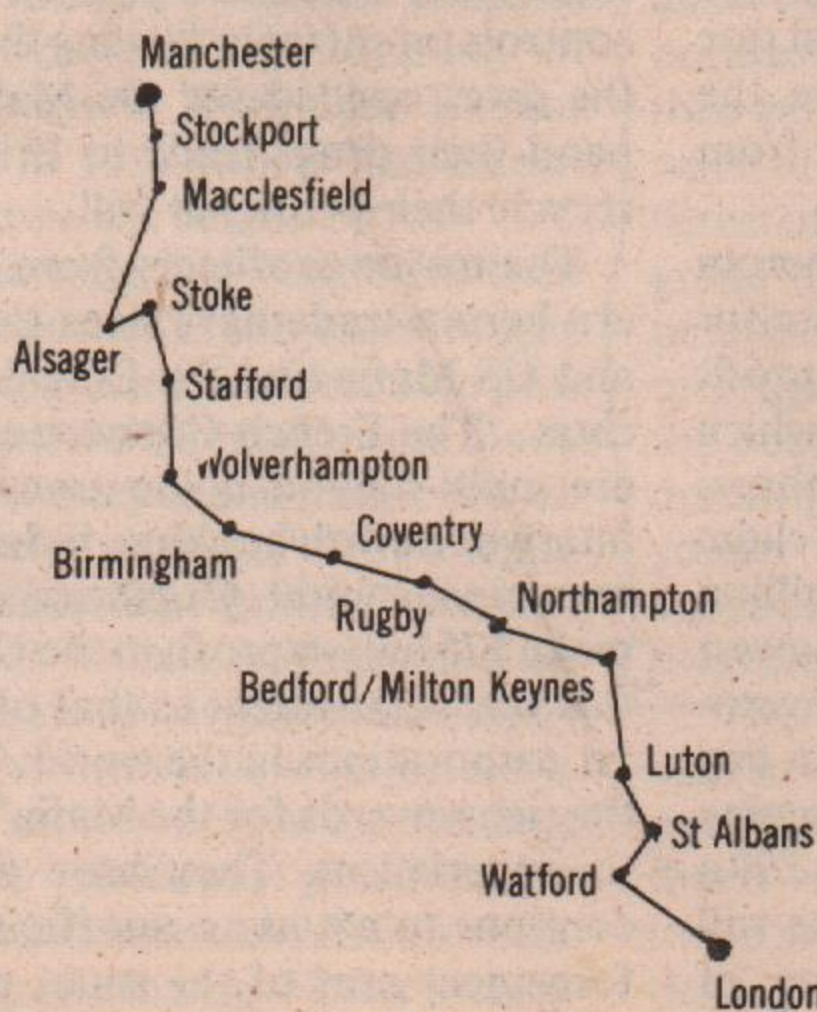 Manchester
Stockport
Macclesfield
Stoke
Alsager
Stafford
Wolverhampton
Coventry
Birmingham
Northampton
Rugby
Bedford/Milton Keynes
Luton
St Albans
Watford
London